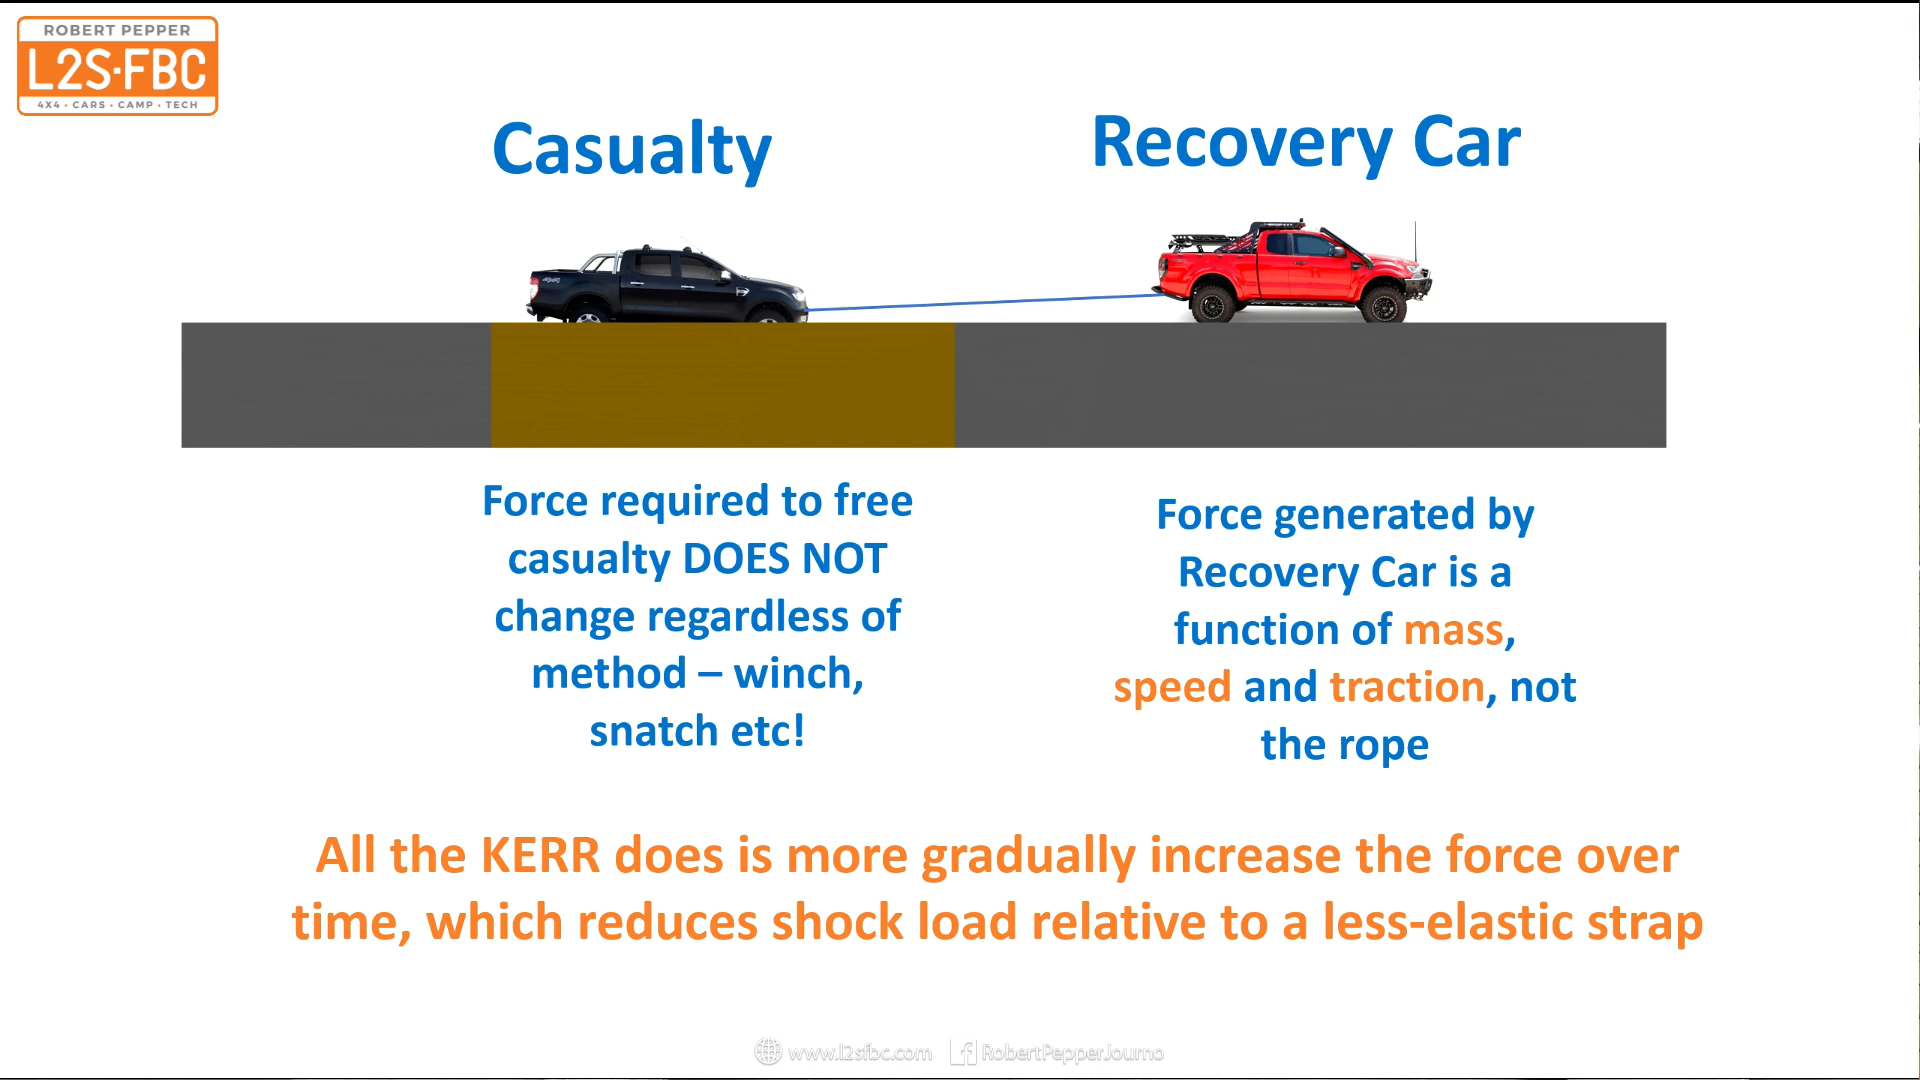 ROBERT PEPPER
L2S·FBC
4X4 · CARS · CAMP · TECH
Casualty
Recovery Car
Force required to free
casualty DOES NOT
change regardless of
method – winch,
snatch etc!
Force generated by
Recovery Car is a
function of mass,
speed and traction, not
the rope
All the KERR does is more gradually increase the force over
time, which reduces shock load relative to a less-elastic strap
www.l2sfbc.com
RobertPepperJourno